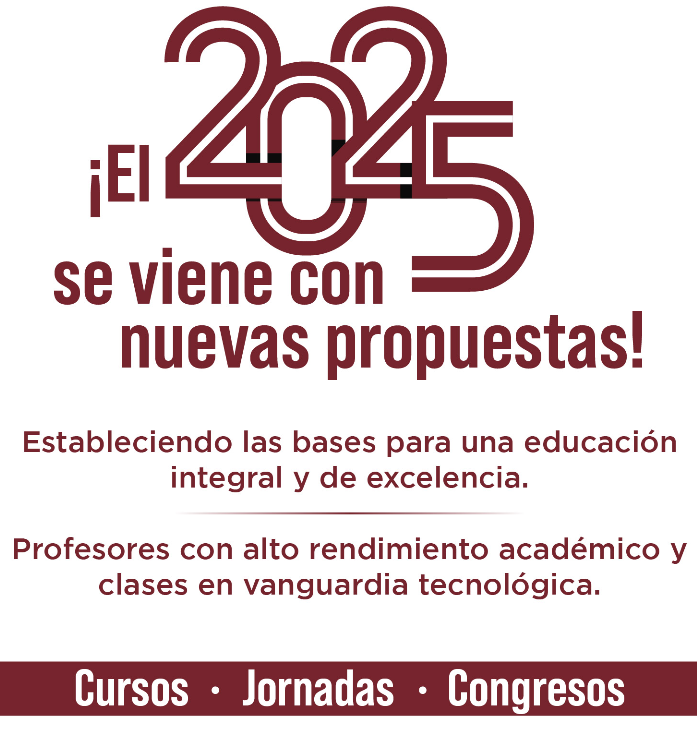 ¡El 2025
se viene con
nuevas propuestas!
Estableciendo las bases para una educación
integral y de excelencia.
Profesores con alto rendimiento académico y
clases en vanguardia tecnológica.
Cursos · Jornadas · Congresos